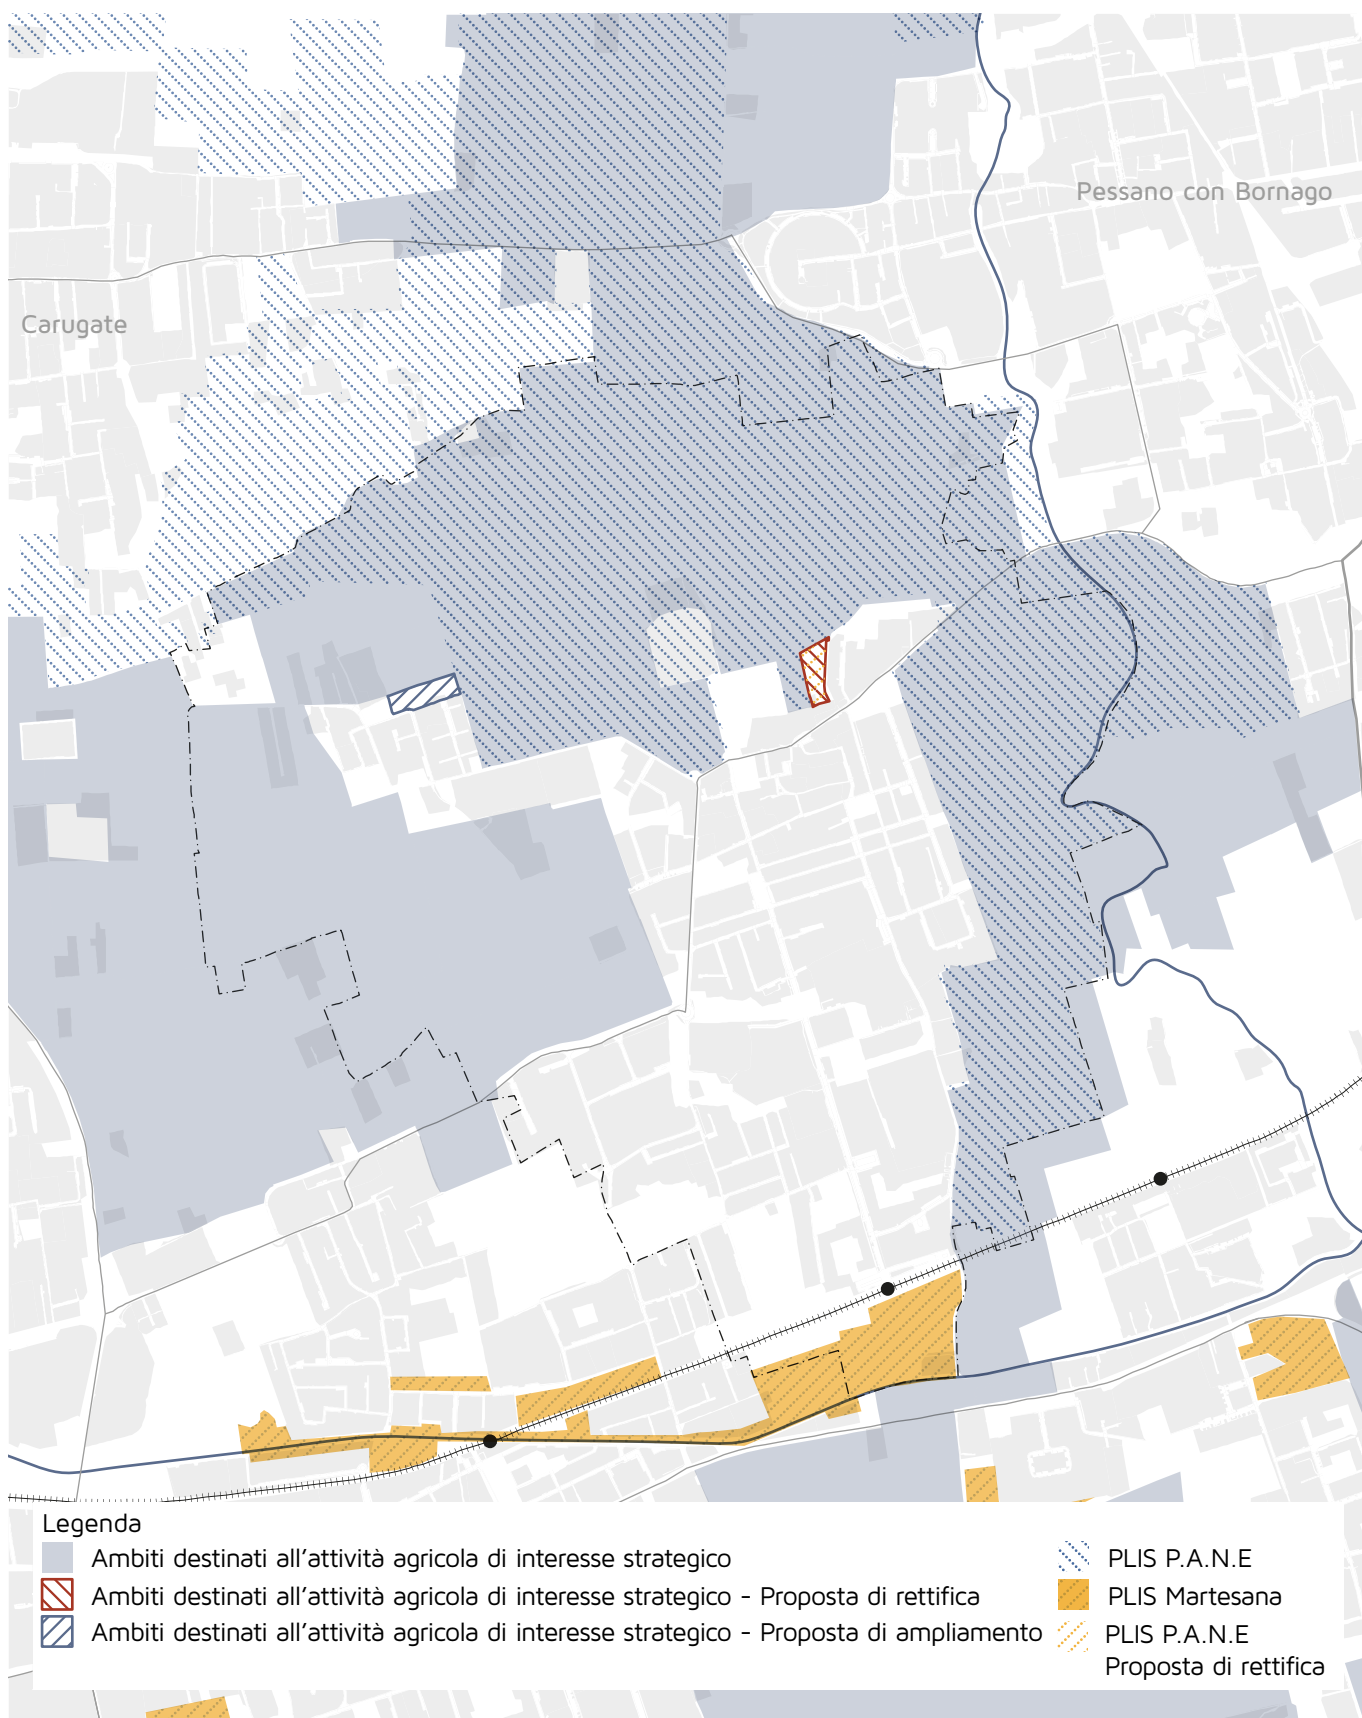 Pessano con Bornago
Carugate
Legenda
Ambiti destinati all’attività agricola di interesse strategico
Ambiti destinati all’attività agricola di interesse strategico - Proposta di rettifica
Ambiti destinati all’attività agricola di interesse strategico - Proposta di ampliamento
PLIS P.A.N.E
PLIS Martesana
PLIS P.A.N.E
Proposta di rettifica